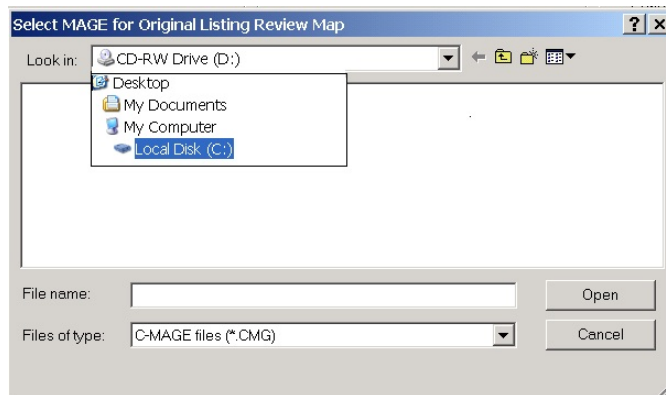 Select MAGE for Original Listing Review Map
Look in: CD-RW Drive (D:)
Desktop
My Documents
My Computer
Local Disk (C:)
File name: Open
Files of type: C-MAGE files (*.CMG) Cancel